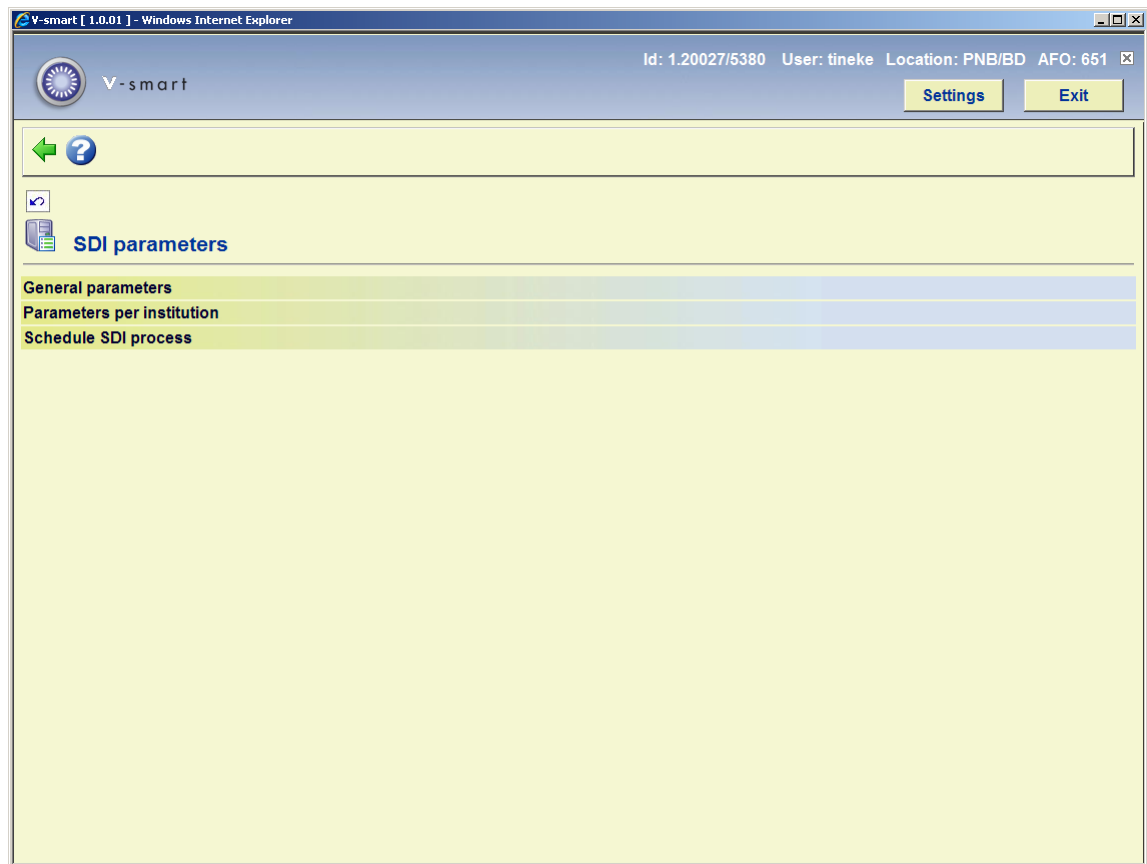 V-smart [ 1.0.01 ] - Windows Internet Explorer
Id: 1.20027/5380 User: tineke Location: PNB/BD AFO: 651
V-smart
Settings Exit
SDI parameters
General parameters
Parameters per institution
Schedule SDI process